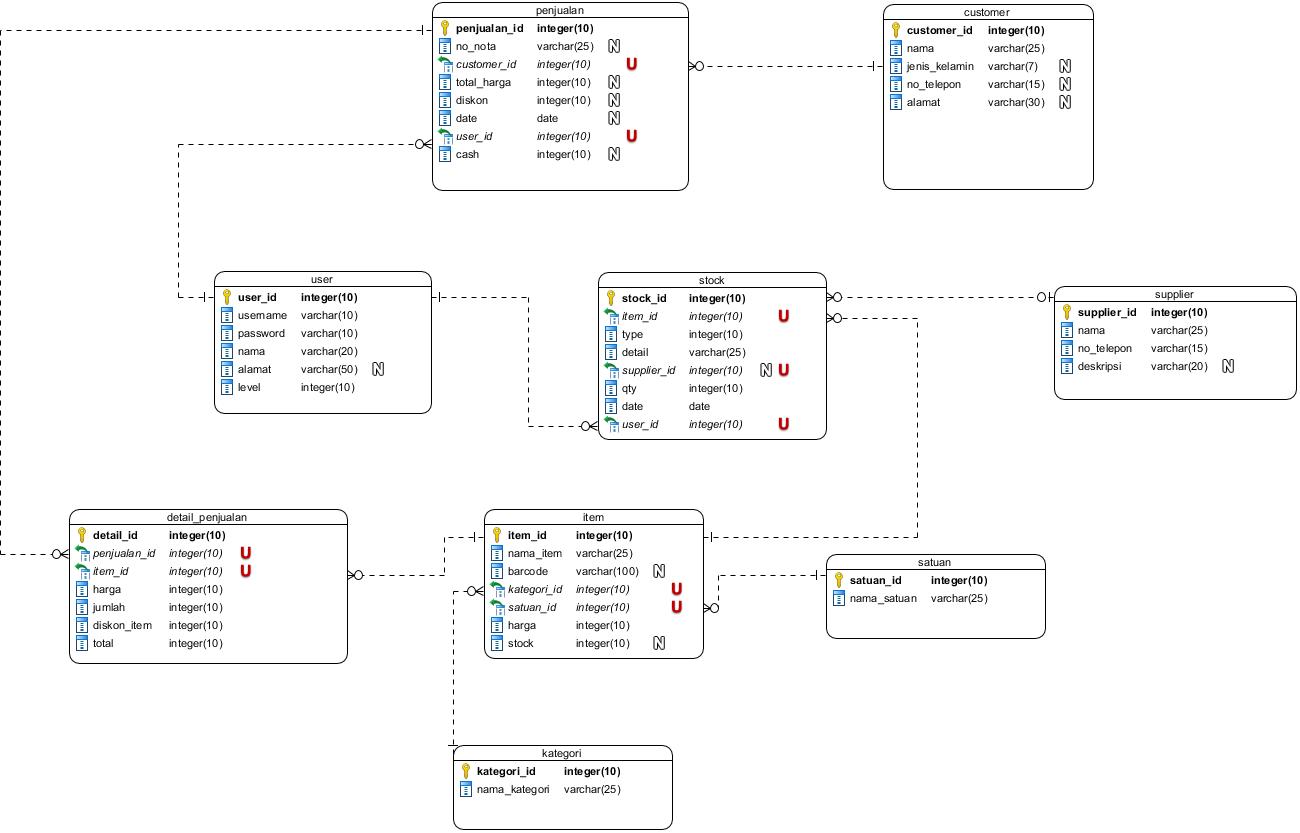 penjualan
penjualan_id integer(10)
no_nota varchar(25) N
customer_id integer(10) U
total_harga integer(10) N
diskon integer(10) N
date date N
user_id integer(10) U
cash integer(10) N
customer
customer_id integer(10)
nama varchar(25)
jenis_kelamin varchar(7) N
no_telepon varchar(15) N
alamat varchar(30) N
user
user_id integer(10)
username varchar(10)
password varchar(10)
nama varchar(20)
alamat varchar(50) N
level integer(10)
stock
stock_id integer(10)
item_id integer(10) U
type integer(10)
detail varchar(25)
supplier_id integer(10) N U
qty integer(10)
date date
user_id integer(10) U
supplier
supplier_id integer(10)
nama varchar(25)
no_telepon varchar(15)
deskripsi varchar(20) N
detail_penjualan
detail_id integer(10)
penjualan_id integer(10) U
item_id integer(10) U
harga integer(10)
jumlah integer(10)
diskon_item integer(10)
total integer(10)
item
item_id integer(10)
nama_item varchar(25)
barcode varchar(100) N
kategori_id integer(10) U
satuan_id integer(10) U
harga integer(10)
stock integer(10) N
satuan
satuan_id integer(10)
nama_satuan varchar(25)
kategori
kategori_id integer(10)
nama_kategori varchar(25)